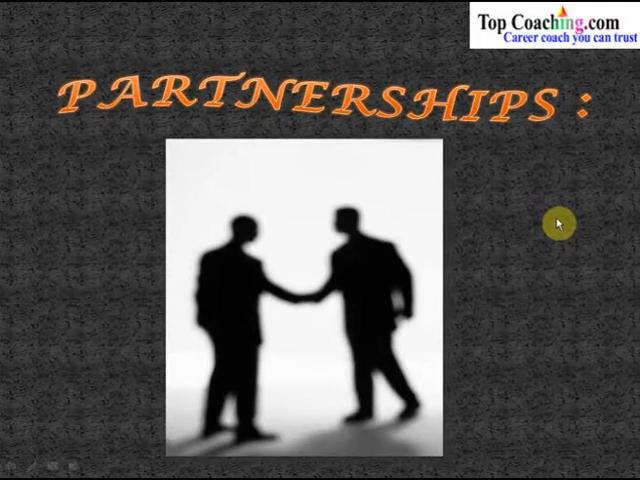 Top Coaching.com
Career coach you can trust
PARTNERSHIPS :